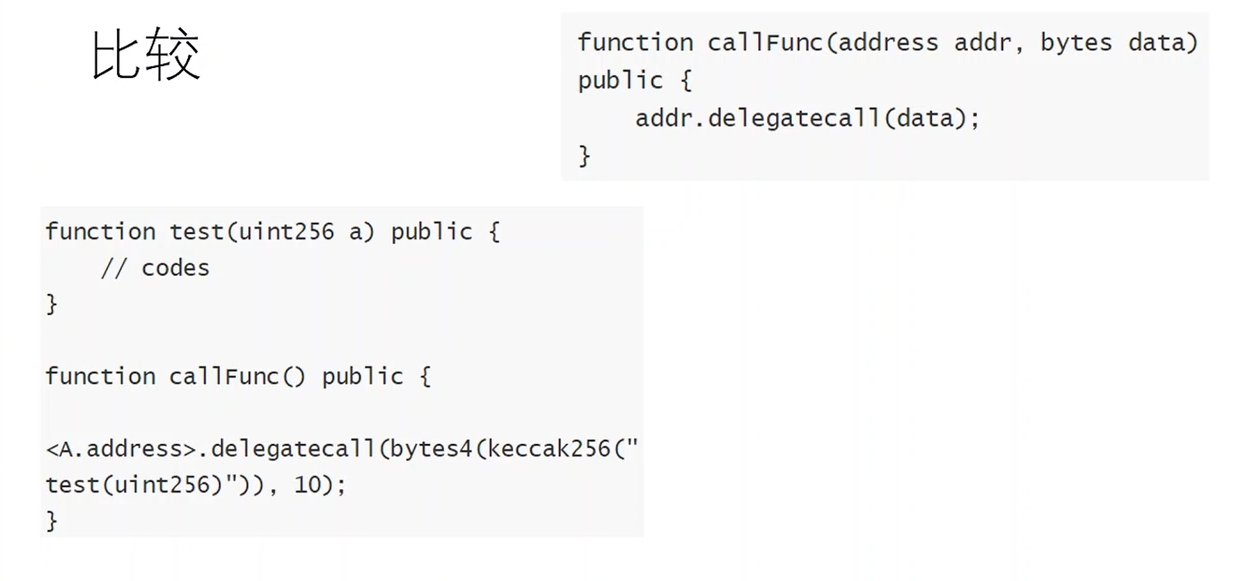 比较
function callFunc(address addr, bytes data)
public {
addr.delegatecall(data);
}
function test(uint256 a) public {
// codes
}
function callFunc() public {
<A.address>.delegatecall(bytes4(keccak256("
test(uint256)")), 10);
}